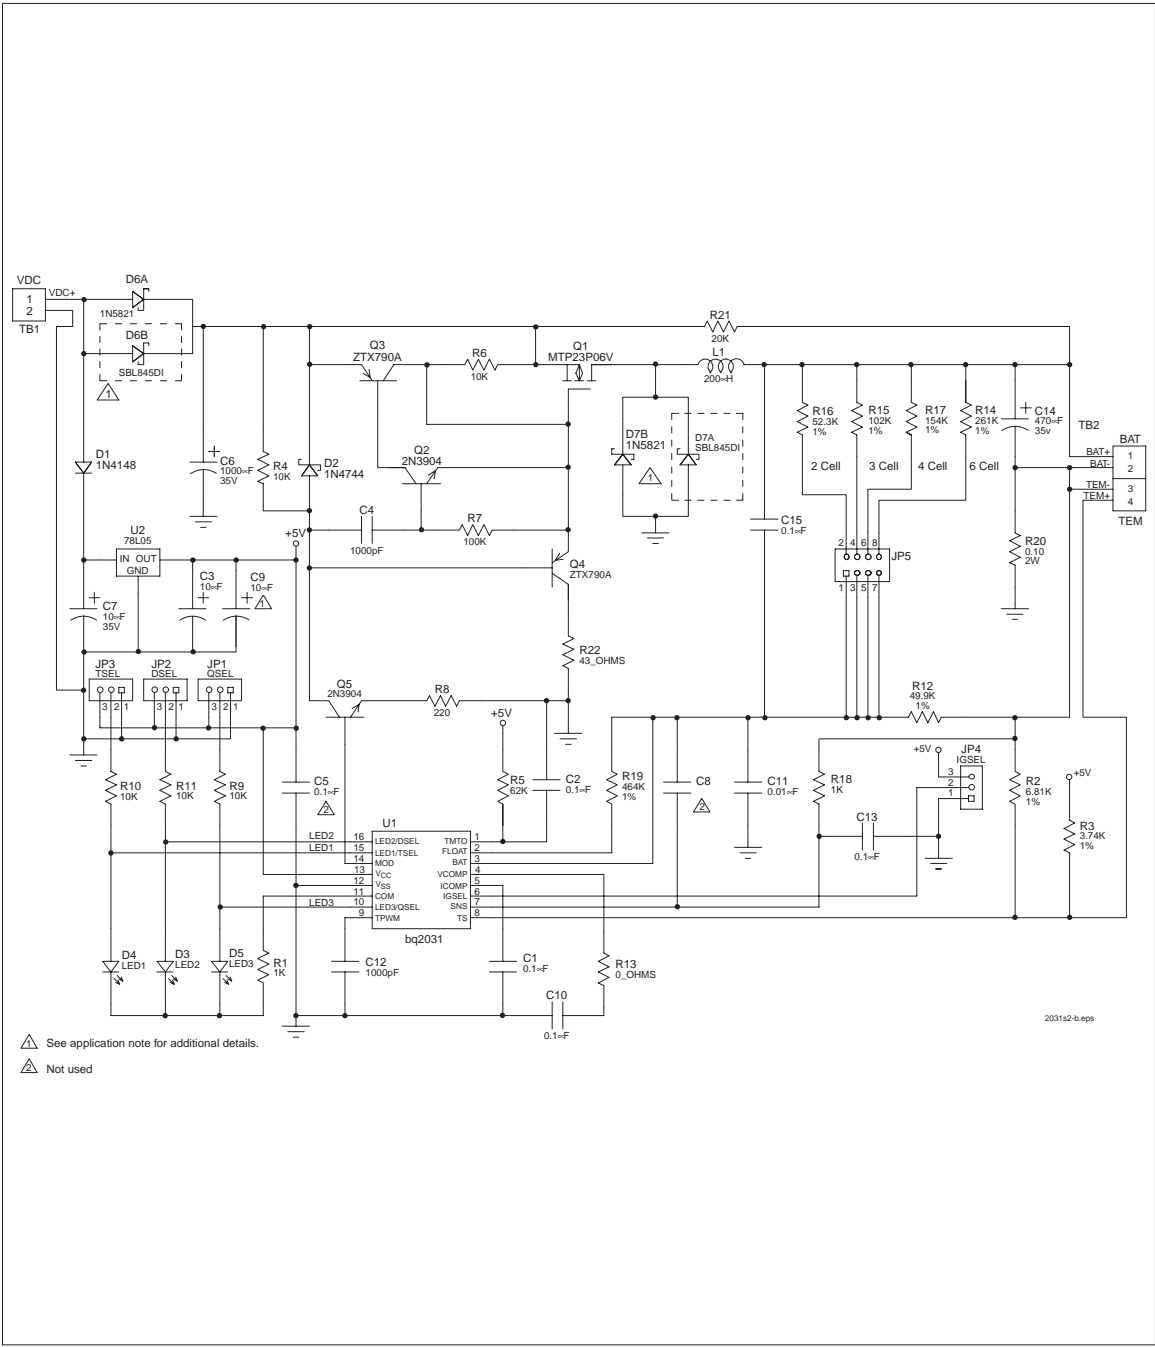 VDC
1
2
TB1
VDC+
D6A
1N5821
D6B
SBL845DI
1
D1
1N4148
U2
78L05
IN OUT
GND
+5V
C6
1000∝F
35V
+
R4
10K
D2
1N4744
Q3
ZTX790A
R6
10K
Q1
MTP23P06V
R21
20K
L1
200∝H
Q2
2N3904
C4
1000pF
R7
100K
Q4
ZTX790A
D7B
1N5821
1
D7A
SBL845DI
R16
52.3K
1%
R15
102K
1%
R17
154K
1%
R14
261K
1%
+
C14
470∝F
35v
2 Cell
3 Cell
4 Cell
6 Cell
TB2
BAT
BAT+
1
BAT-
2
TEM-
3
TEM+
4
TEM
C15
0.1∝F
2 4 6 8
JP5
1 3 5 7
R20
0.10
2W
C7
10∝F
35V
+
C3
10∝F
+
C9
10∝F
+
1
JP3
TSEL
3 2 1
JP2
DSEL
3 2 1
JP1
QSEL
3 2 1
Q5
2N3904
R8
220
R22
43_OHMS
R12
49.9K
1%
+5V
R10
10K
R11
10K
R9
10K
C5
0.1∝F
2
R5
62K
C2
0.1∝F
R19
464K
1%
C8
2
C11
0.01∝F
R18
1K
+5V
JP4
IGSEL
3
2
1
R2
6.81K
1%
+5V
R3
3.74K
1%
C13
0.1∝F
U1
LED2
16
LED2/DSEL
TMTO
1
LED1
15
LED1/TSEL
FLOAT
2
14
MOD
BAT
3
13
VCC
VCOMP
4
12
VSS
ICOMP
5
11
COM
IGSEL
6
LED3
10
LED3/QSEL
SNS
7
9
TPWM
TS
8
bq2031
D4
LED1
D3
LED2
D5
LED3
R1
1K
C12
1000pF
C1
0.1∝F
R13
0_OHMS
C10
0.1∝F
2031s2-b.eps
1 See application note for additional details.
2 Not used